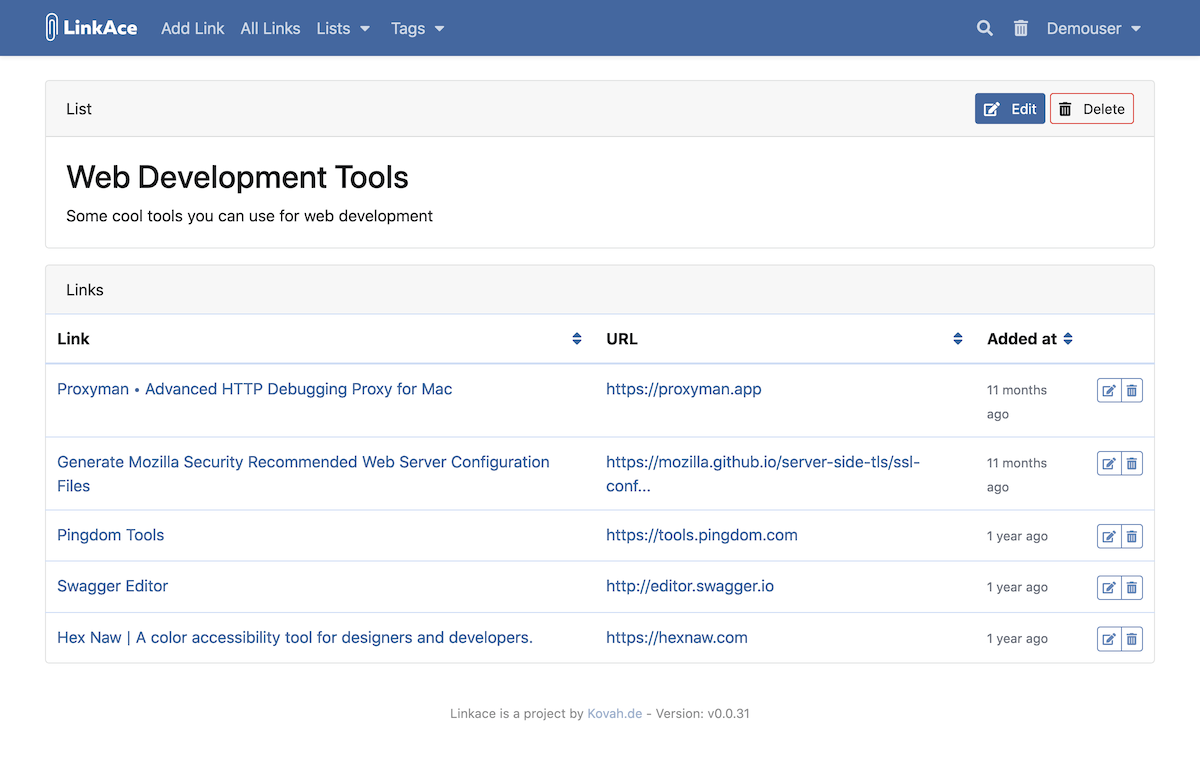 LinkAce Add Link All Links Lists Tags Demouser
List Edit Delete
Web Development Tools
Some cool tools you can use for web development
Links
Link URL Added at
Proxyman • Advanced HTTP Debugging Proxy for Mac https://proxyman.app 11 months
ago
Generate Mozilla Security Recommended Web Server Configuration https://mozilla.github.io/server-side-tls/ssl- 11 months
Files conf... ago
Pingdom Tools https://tools.pingdom.com 1 year ago
Swagger Editor http://editor.swagger.io 1 year ago
Hex Naw | A color accessibility tool for designers and developers. https://hexnaw.com 1 year ago
Linkace is a project by Kovah.de - Version: v0.0.31